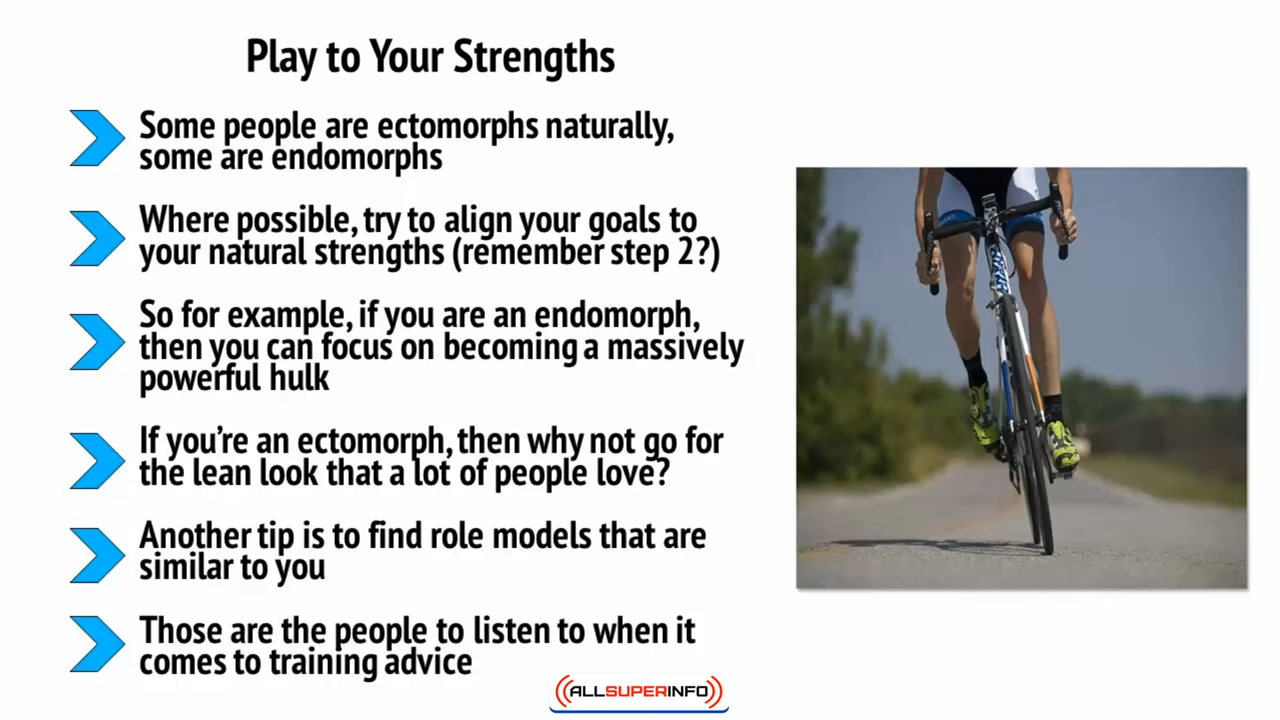 Play to Your Strengths
Some people are ectomorphs naturally,
some are endomorphs
Where possible, try to align your goals to
your natural strengths (remember step 2?)
So for example, if you are an endomorph,
then you can focus on becoming a massively
powerful hulk
If you're an ectomorph, then why not go for
the lean look that a lot of people love?
Another tip is to find role models that are
similar to you
Those are the people to listen to when it
comes to training advice
ALLSUPERINFO